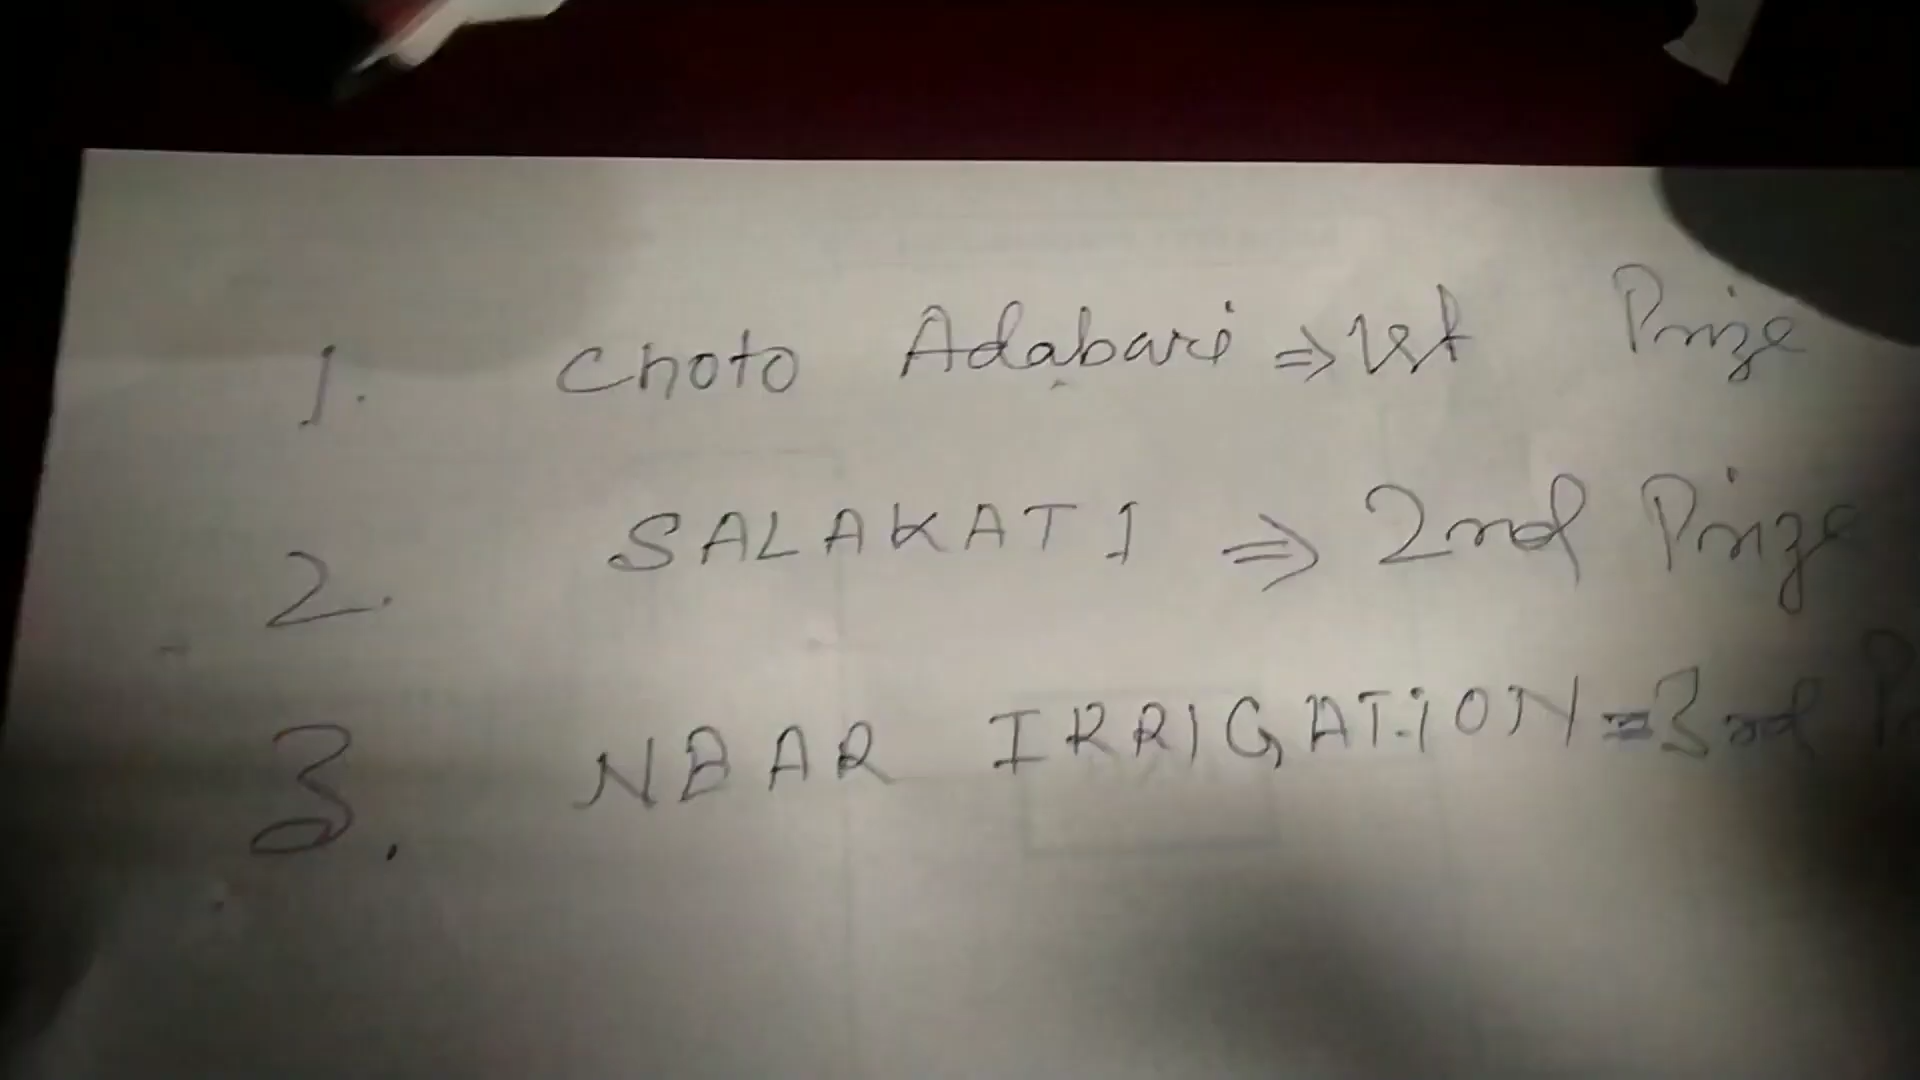 1. Choto Adabari ⇒ 1st Prize
2. SALAKATI ⇒ 2nd Prize
3. NBAR IRRIGATION = 3rd